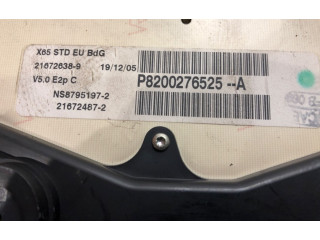 X65 STD EU BdG
21672638-9 19/12/05
V5.0 E2p C
P8200276525 --A
NS8795197-2
21672487-2